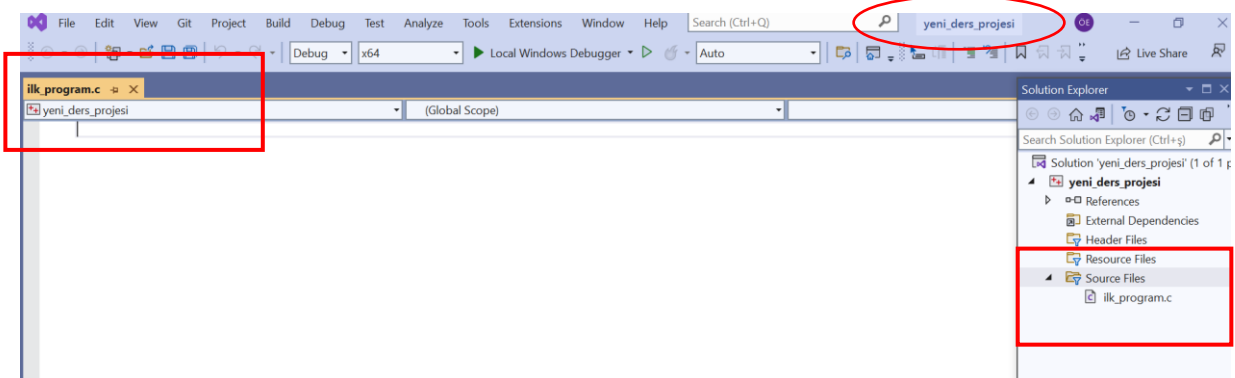 File Edit View Git Project Build Debug Test Analyze Tools Extensions Window Help Search (Ctrl+Q) yeni_ders_projesi OE
Debug x64 Local Windows Debugger Auto Live Share
ilk_program.c
yeni_ders_projesi (Global Scope)
Solution Explorer
Search Solution Explorer (Ctrl+ş)
Solution 'yeni_ders_projesi' (1 of 1 p
yeni_ders_projesi
References
External Dependencies
Header Files
Resource Files
Source Files
ilk_program.c